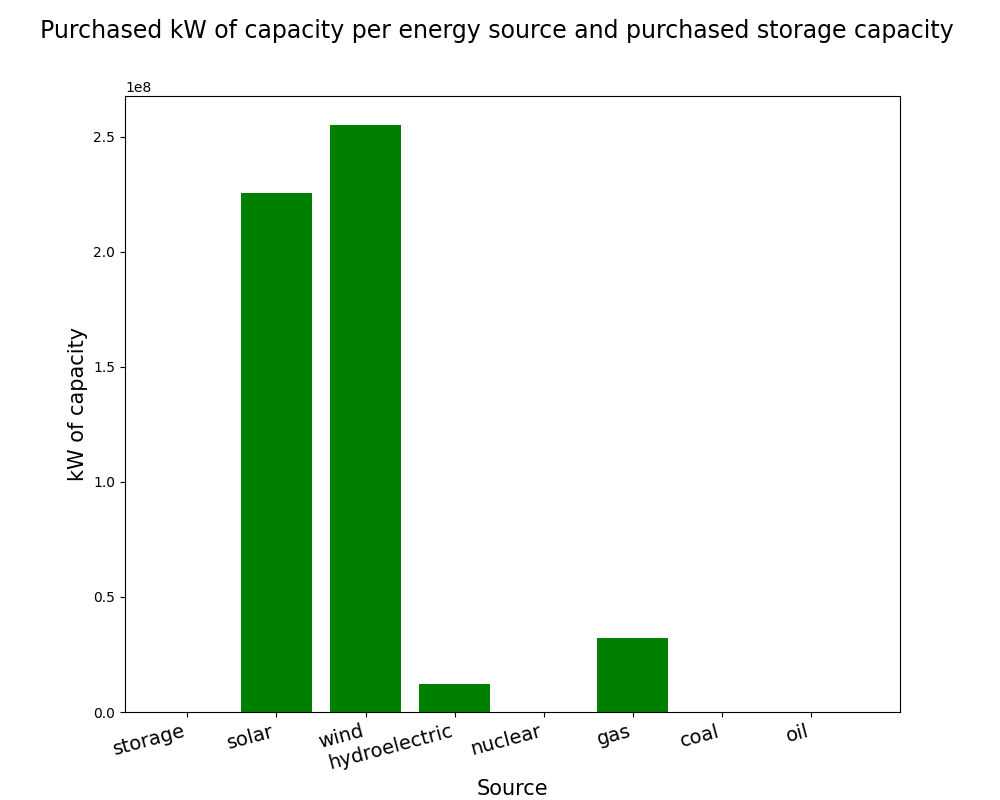 Purchased kW of capacity per energy source and purchased storage capacity
1e8
2.5
2.0
1.5
1.0
0.5
0.0
kW of capacity
storage
solar
wind
hydroelectric
nuclear
gas
coal
oil
Source